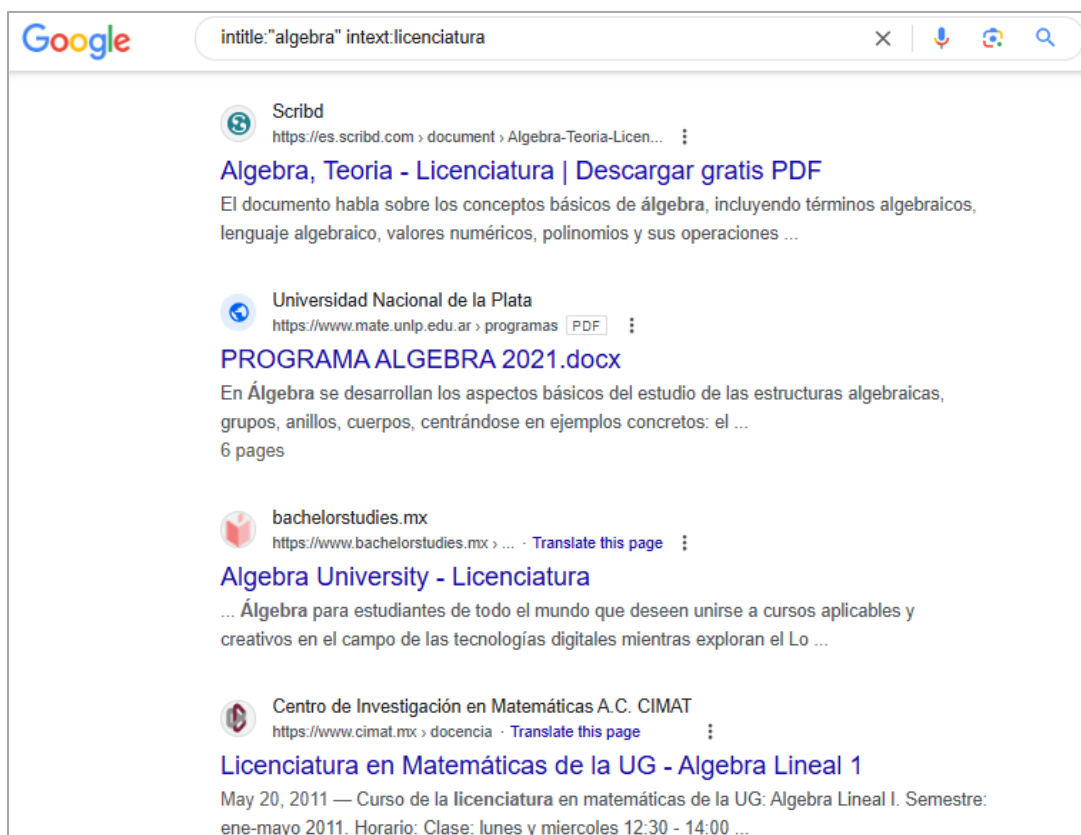 Google
intitle:"algebra" intext:licenciatura
Scribd
https://es.scribd.com › document › Algebra-Teoria-Licen...
Algebra, Teoria - Licenciatura | Descargar gratis PDF
El documento habla sobre los conceptos básicos de álgebra, incluyendo términos algebraicos,
lenguaje algebraico, valores numéricos, polinomios y sus operaciones ...
Universidad Nacional de la Plata
https://www.mate.unlp.edu.ar › programas PDF
PROGRAMA ALGEBRA 2021.docx
En Álgebra se desarrollan los aspectos básicos del estudio de las estructuras algebraicas,
grupos, anillos, cuerpos, centrándose en ejemplos concretos: el ...
6 pages
bachelorstudies.mx
https://www.bachelorstudies.mx › ... · Translate this page
Algebra University - Licenciatura
... Álgebra para estudiantes de todo el mundo que deseen unirse a cursos aplicables y
creativos en el campo de las tecnologías digitales mientras exploran el Lo ...
Centro de Investigación en Matemáticas A.C. CIMAT
https://www.cimat.mx › docencia · Translate this page
Licenciatura en Matemáticas de la UG - Algebra Lineal 1
May 20, 2011 — Curso de la licenciatura en matemáticas de la UG: Algebra Lineal I. Semestre:
ene-mayo 2011. Horario: Clase: lunes y miercoles 12:30 - 14:00 ...